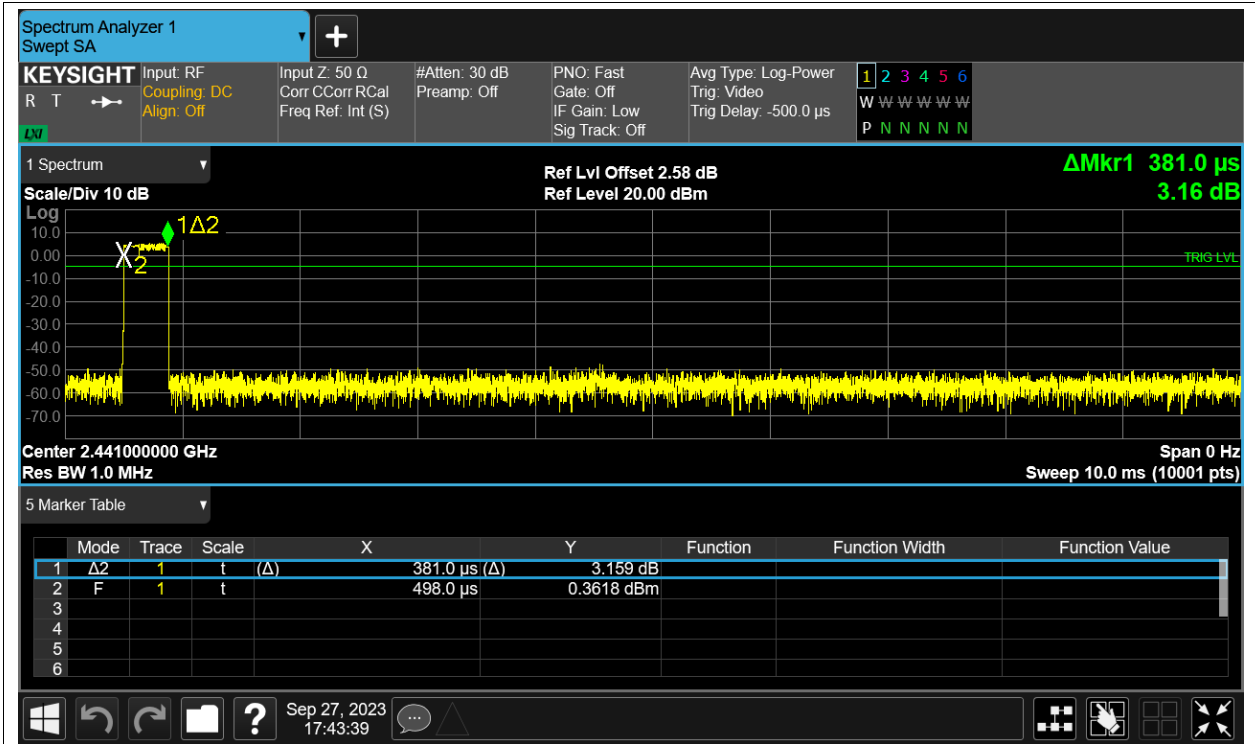 Spectrum Analyzer 1
Swept SA
KEYSIGHT
R T
LXI
Input: RF
Coupling: DC
Align: Off
Input Z: 50 Ω
Corr CCorr RCal
Freq Ref: Int (S)
#Atten: 30 dB
Preamp: Off
PNO: Fast
Gate: Off
IF Gain: Low
Sig Track: Off
Avg Type: Log-Power
Trig: Video
Trig Delay: -500.0 µs
1 2 3 4 5 6
W W W W W W
P N N N N N
1 Spectrum
Scale/Div 10 dB
Ref Lvl Offset 2.58 dB
Ref Level 20.00 dBm
ΔMkr1 381.0 µs
3.16 dB
Log
10.0
0.00
-10.0
-20.0
-30.0
-40.0
-50.0
-60.0
-70.0
1Δ2
X2
TRIG LVL
Center 2.441000000 GHz
Res BW 1.0 MHz
Span 0 Hz
Sweep 10.0 ms (10001 pts)
5 Marker Table
Mode Trace Scale X Y Function Function Width Function Value
1 Δ2 1 t (Δ) 381.0 µs (Δ) 3.159 dB
2 F 1 t 498.0 µs 0.3618 dBm
3
4
5
6
?
Sep 27, 2023
17:43:39